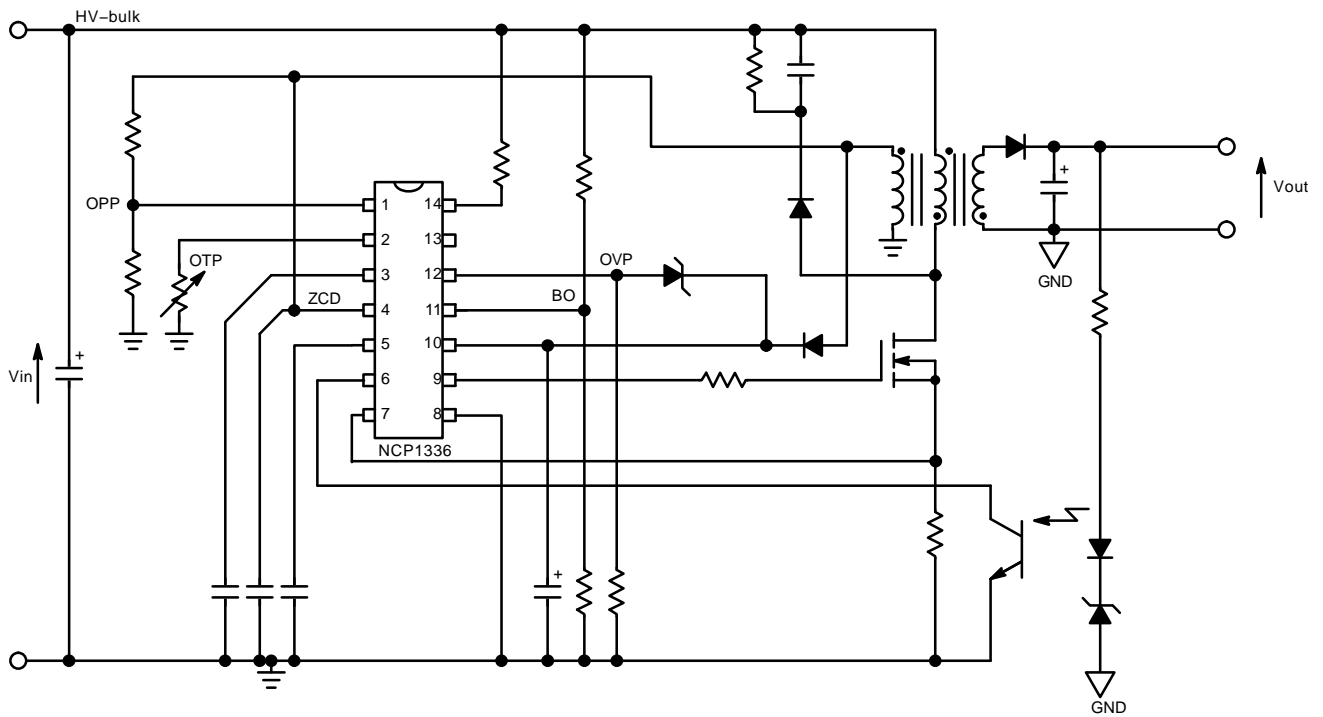 HV−bulk
OPP
1
14
2
13
OTP
3
12
OVP
ZCD
4
11
BO
5
10
6
9
7
8
NCP1336
Vin
+
+
+
Vout
GND
GND